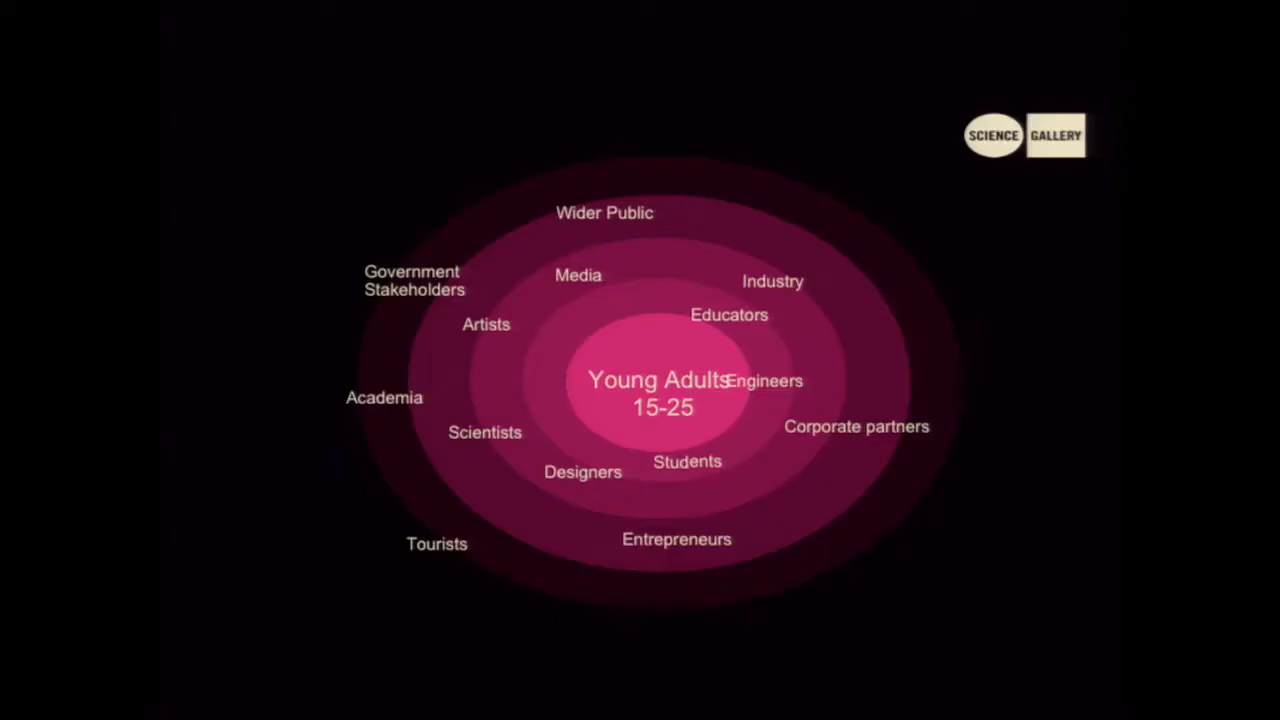 SCIENCE GALLERY
Wider Public
Government
Stakeholders
Media
Industry
Educators
Artists
Young Adults
15-25
Engineers
Academia
Corporate partners
Scientists
Students
Designers
Entrepreneurs
Tourists